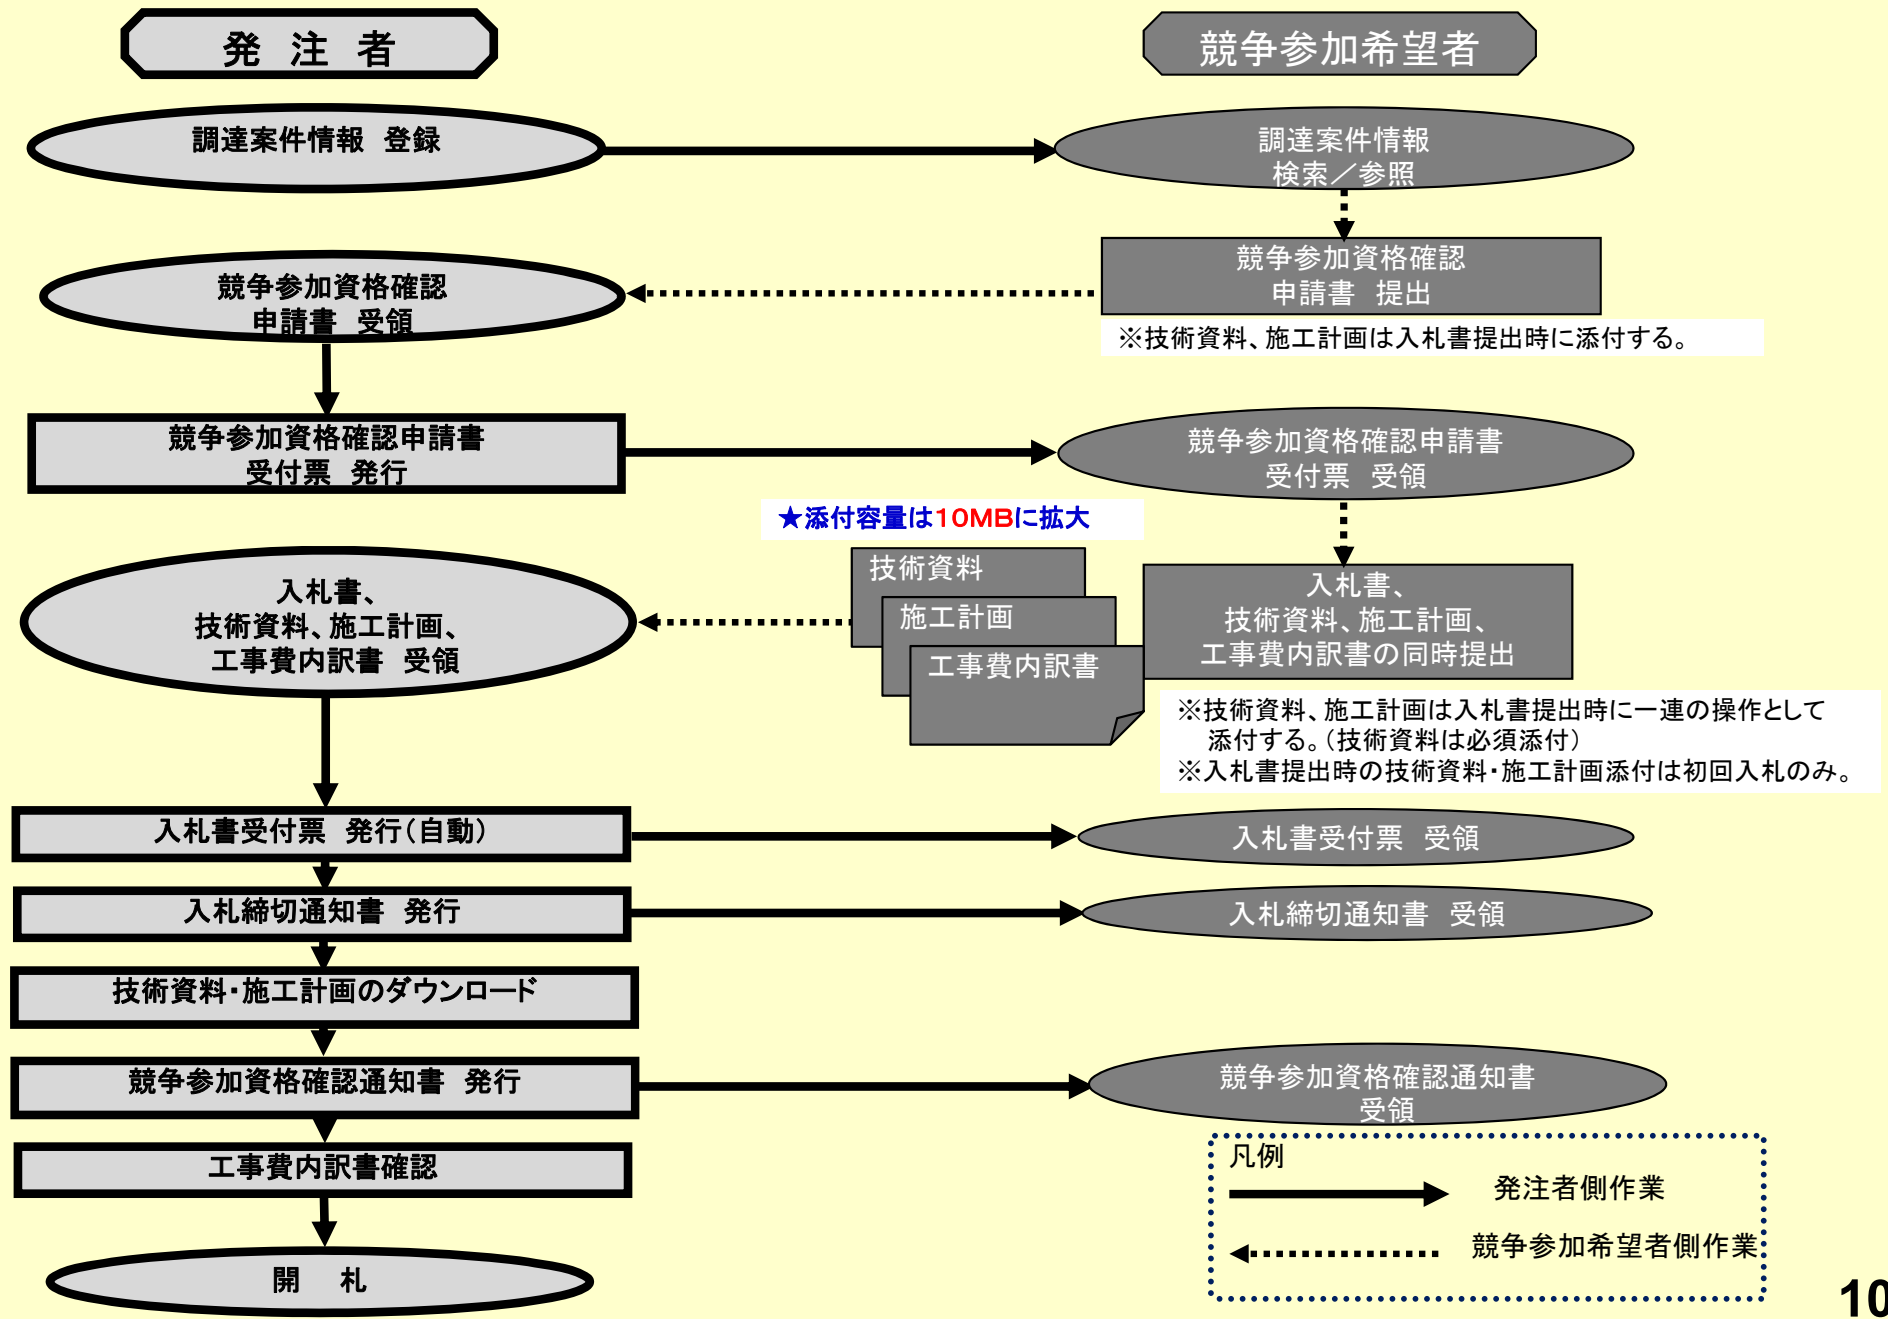 発　注　者
競争参加希望者
調達案件情報　登録
調達案件情報
検索／参照
競争参加資格確認
申請書　提出
競争参加資格確認
申請書　受領
※技術資料、施工計画は入札書提出時に添付する。
競争参加資格確認申請書
受付票　発行
競争参加資格確認申請書
受付票　受領
★添付容量は10MBに拡大
技術資料
施工計画
工事費内訳書
入札書、
技術資料、施工計画、
工事費内訳書の同時提出
入札書、
技術資料、施工計画、
工事費内訳書　受領
※技術資料、施工計画は入札書提出時に一連の操作として
添付する。（技術資料は必須添付）
※入札書提出時の技術資料・施工計画添付は初回入札のみ。
入札書受付票　発行（自動）
入札書受付票　受領
入札締切通知書　発行
入札締切通知書　受領
技術資料・施工計画のダウンロード
競争参加資格確認通知書　発行
競争参加資格確認通知書
受領
工事費内訳書確認
開　札
凡例
発注者側作業
競争参加希望者側作業
10